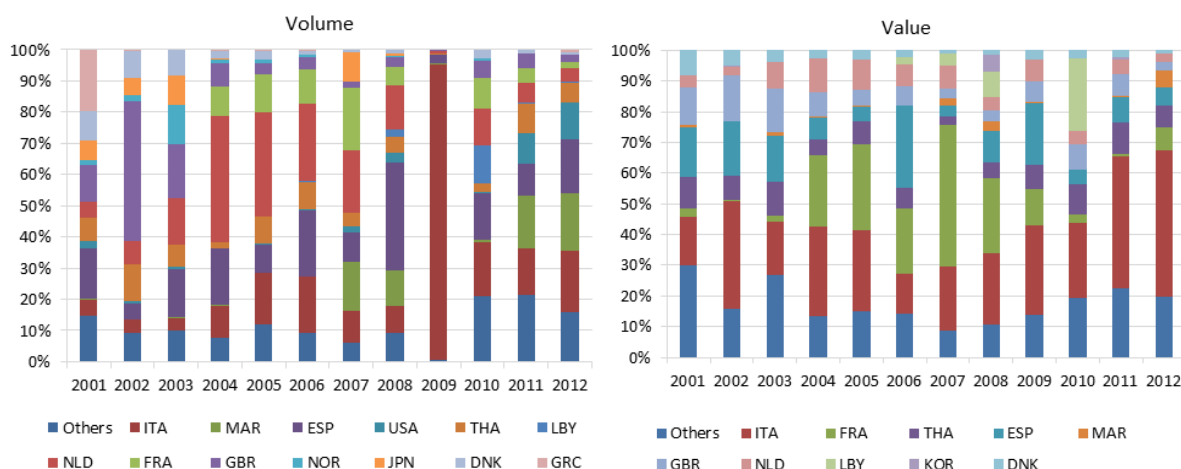 Volume
100%
90%
80%
70%
60%
50%
40%
30%
20%
10%
0%
2001 2002 2003 2004 2005 2006 2007 2008 2009 2010 2011 2012
Others ITA MAR ESP USA THA LBY
NLD FRA GBR NOR JPN DNK GRC
Value
100%
90%
80%
70%
60%
50%
40%
30%
20%
10%
0%
2001 2002 2003 2004 2005 2006 2007 2008 2009 2010 2011 2012
Others ITA FRA THA ESP MAR
GBR NLD LBY KOR DNK